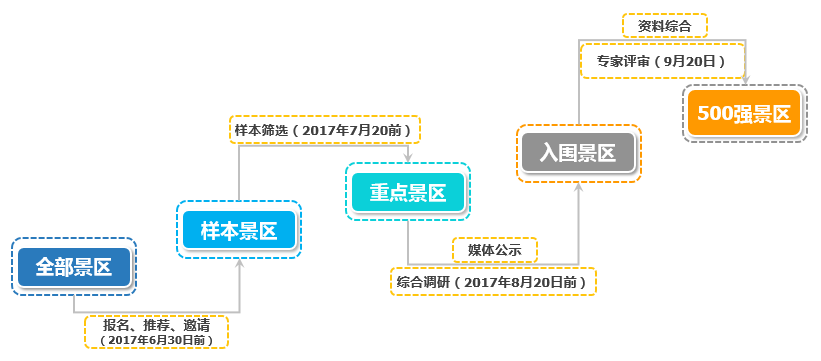 全部景区
报名、推荐、邀请
（2017年6月30日前）
样本景区
样本筛选（2017年7月20前）
重点景区
媒体公示
综合调研（2017年8月20日前）
入围景区
资料综合
专家评审（9月20日）
500强景区